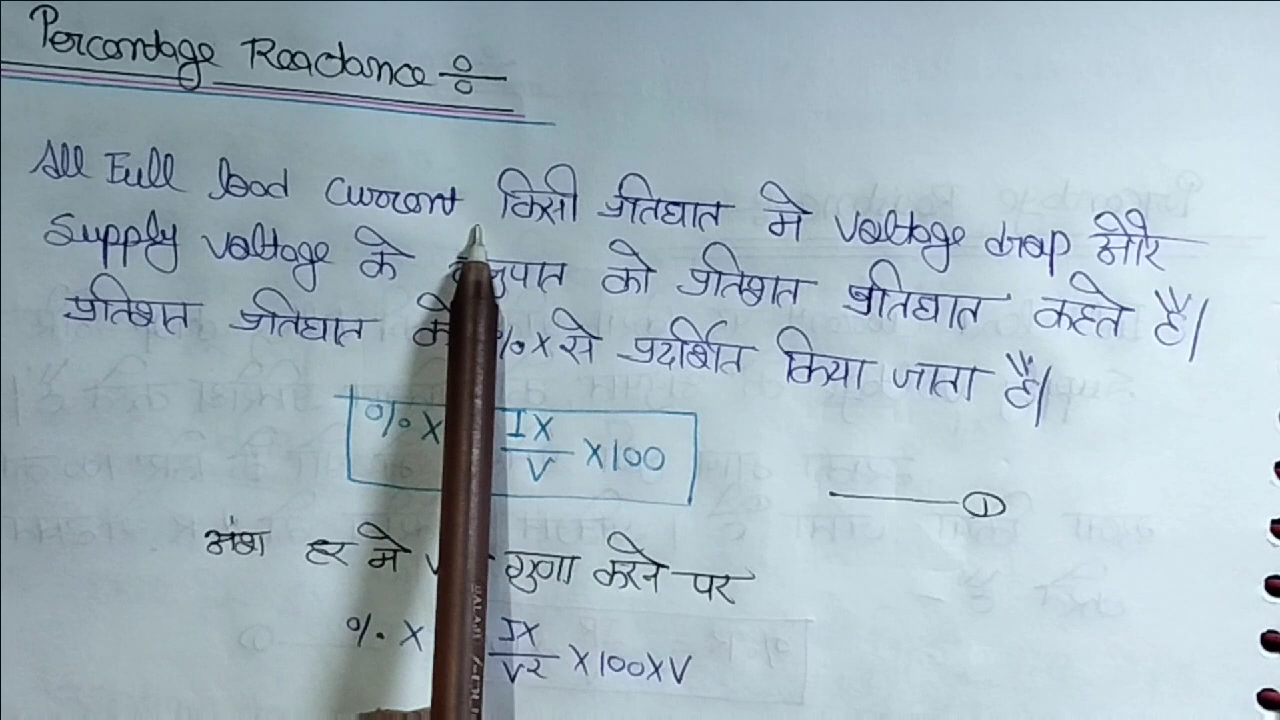 Percentage Reactance ÷
All Full load current किसी प्रतिघात मे voltage drop और
Supply voltage के अनुपात को प्रतिशत प्रतिघात कहते है।
प्रतिशत प्रतिघात को %X से प्रदर्शित किया जाता है।
%X IX/V X100
①
अंश हर मे गुणा करने पर
%X IX/V2 X100XV